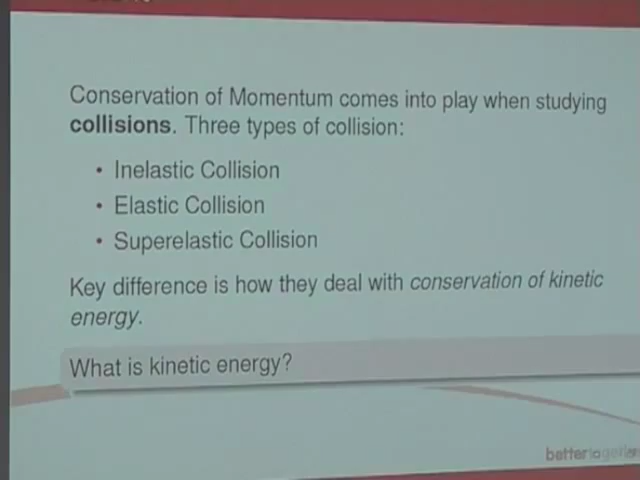 Conservation of Momentum comes into play when studying
collisions. Three types of collision:
• Inelastic Collision
• Elastic Collision
• Superelastic Collision
Key difference is how they deal with conservation of kinetic
energy.
What is kinetic energy?